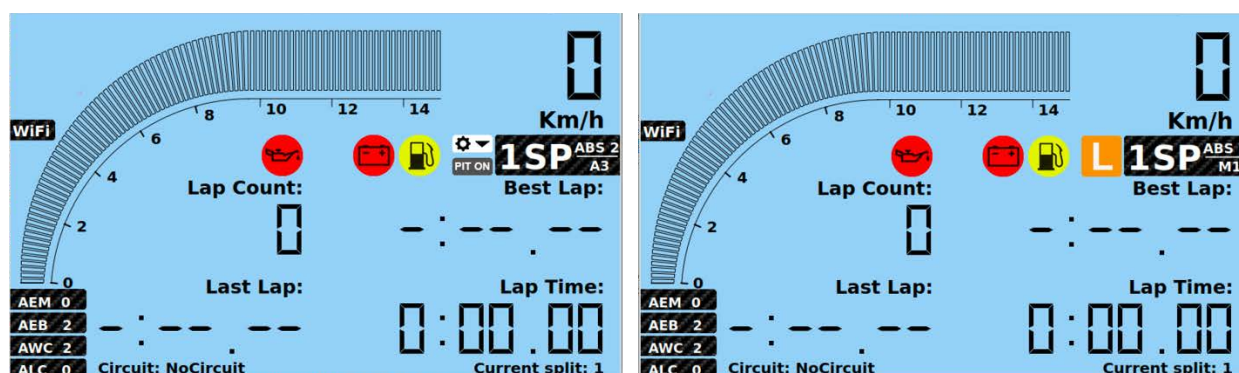 0
10 12 14
8
Km/h
WiFi
6
PIT ON
1SP
ABS 2
A3
4
Lap Count:
Best Lap:
0
- : - - . - -
2
0
Last Lap:
Lap Time:
AEM 0
AEB 2
AWC 2
ALC 0
- : - - . - -
0:00.00
Circuit: NoCircuit
Current split: 1
0
10 12 14
8
Km/h
WiFi
6
L
1SP
ABS 2
M1
4
Lap Count:
Best Lap:
0
- : - - . - -
2
0
Last Lap:
Lap Time:
AEM 0
AEB 2
AWC 2
ALC 0
- : - - . - -
0:00.00
Circuit: NoCircuit
Current split: 1